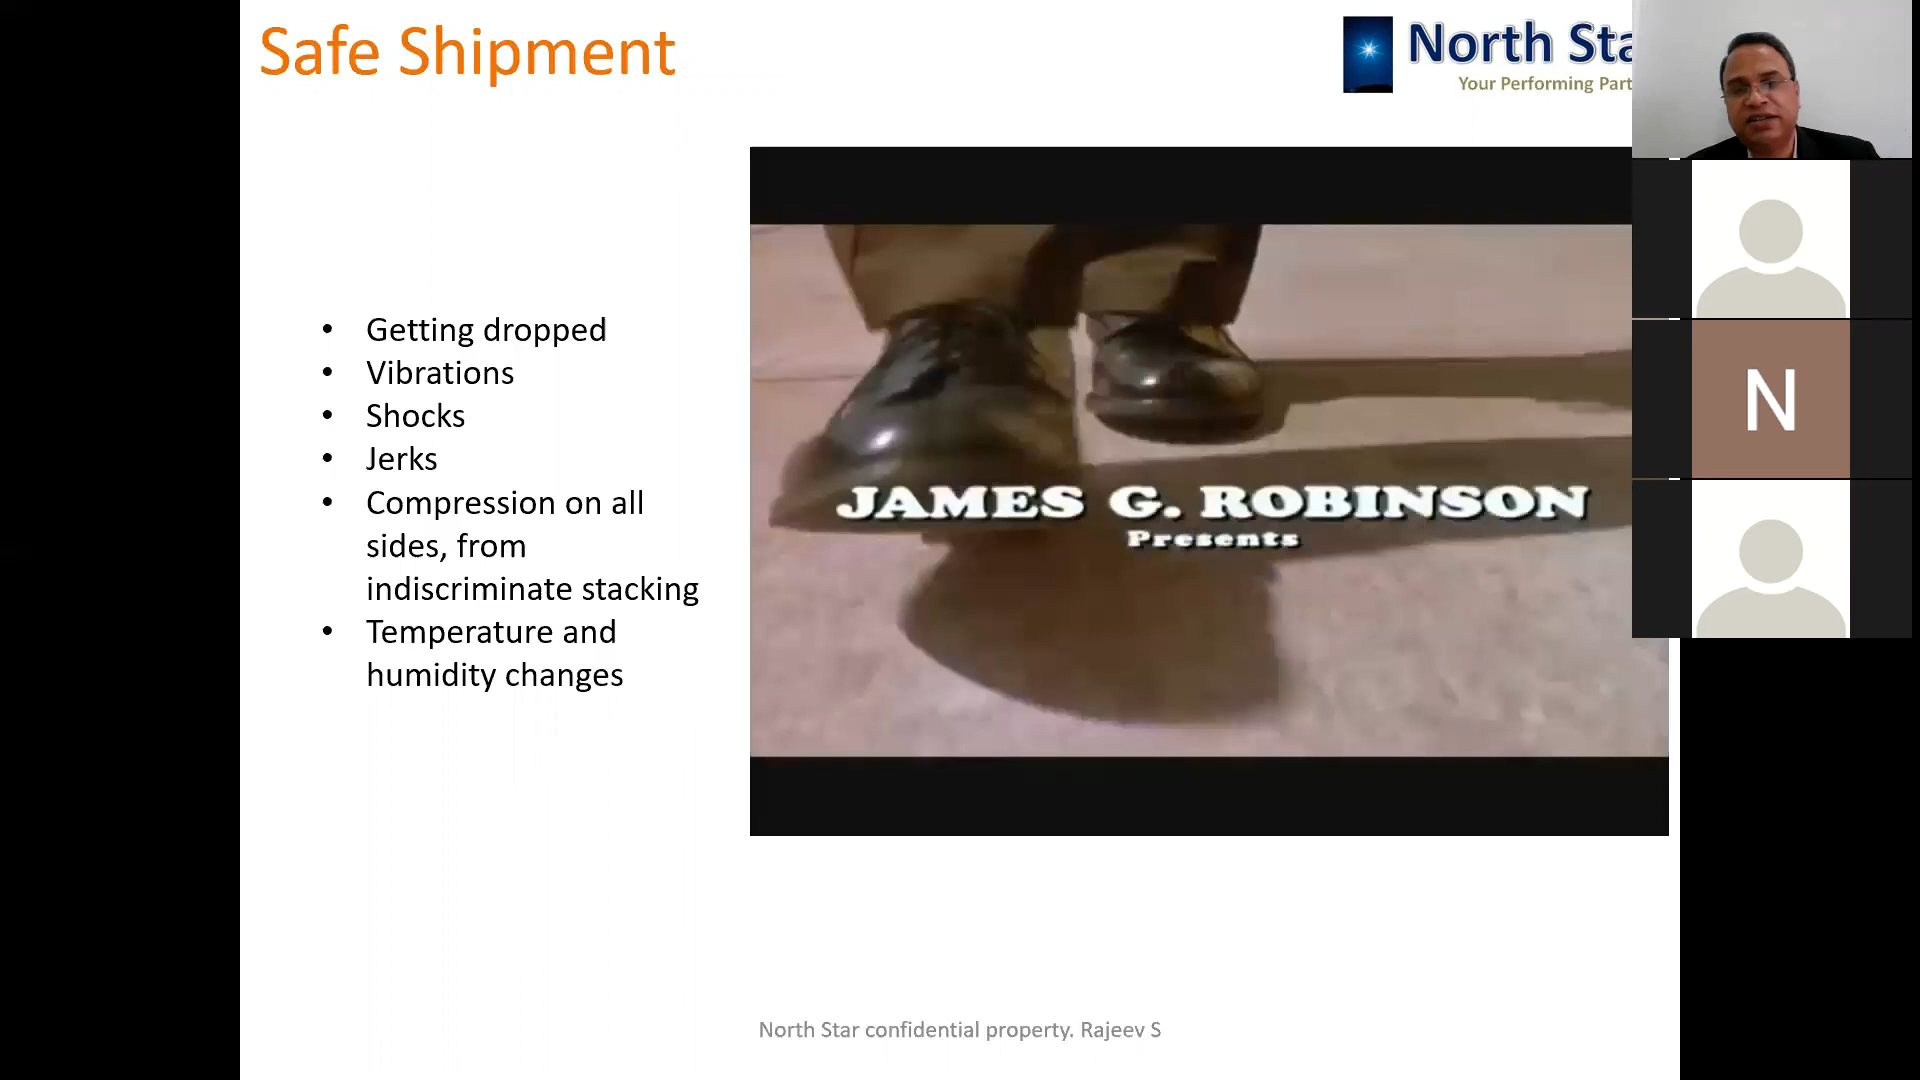 Safe Shipment
North Sta
Your Performing Part
• Getting dropped
• Vibrations
• Shocks
• Jerks
• Compression on all
sides, from
indiscriminate stacking
• Temperature and
humidity changes
JAMES G. ROBINSON
Presents
N
North Star confidential property. Rajeev S